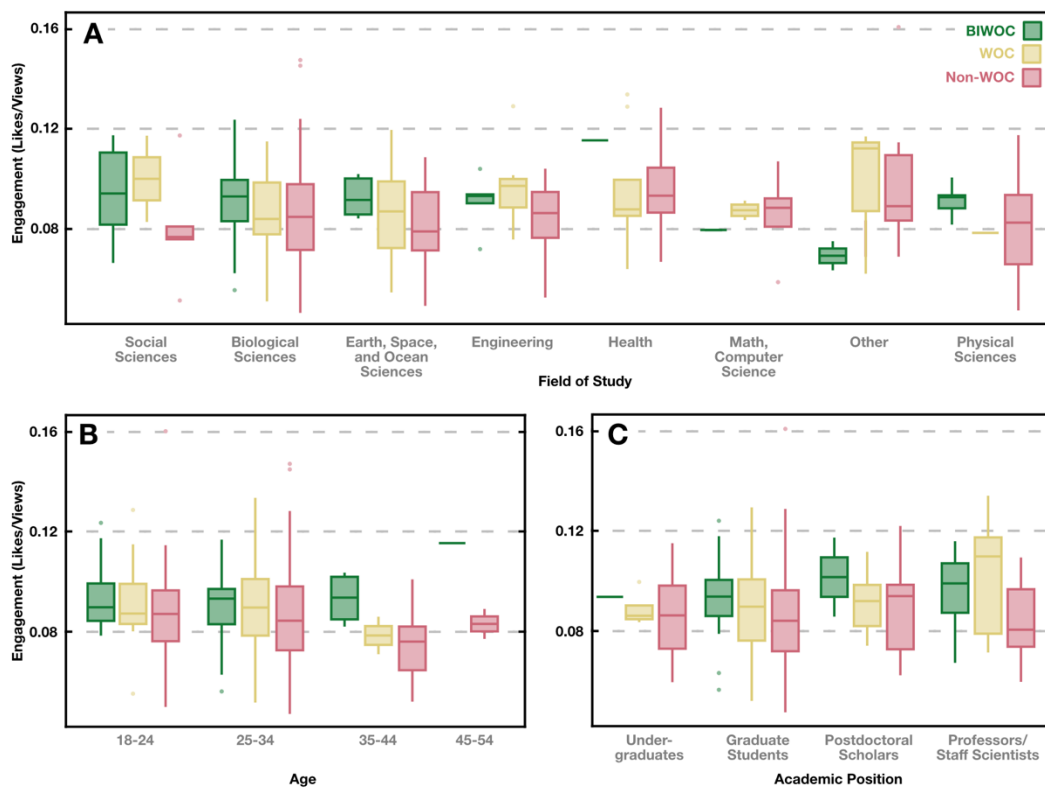 A
BIWOC
WOC
Non-WOC
Engagement (Likes/Views)
0.16
0.12
0.08
Social
Sciences
Biological
Sciences
Earth, Space,
and Ocean
Sciences
Engineering
Health
Math,
Computer
Science
Other
Physical
Sciences
Field of Study
B
Engagement (Likes/Views)
0.16
0.12
0.08
18-24
25-34
35-44
45-54
Age
C
0.16
0.12
0.08
Under-
graduates
Graduate
Students
Postdoctoral
Scholars
Professors/
Staff Scientists
Academic Position